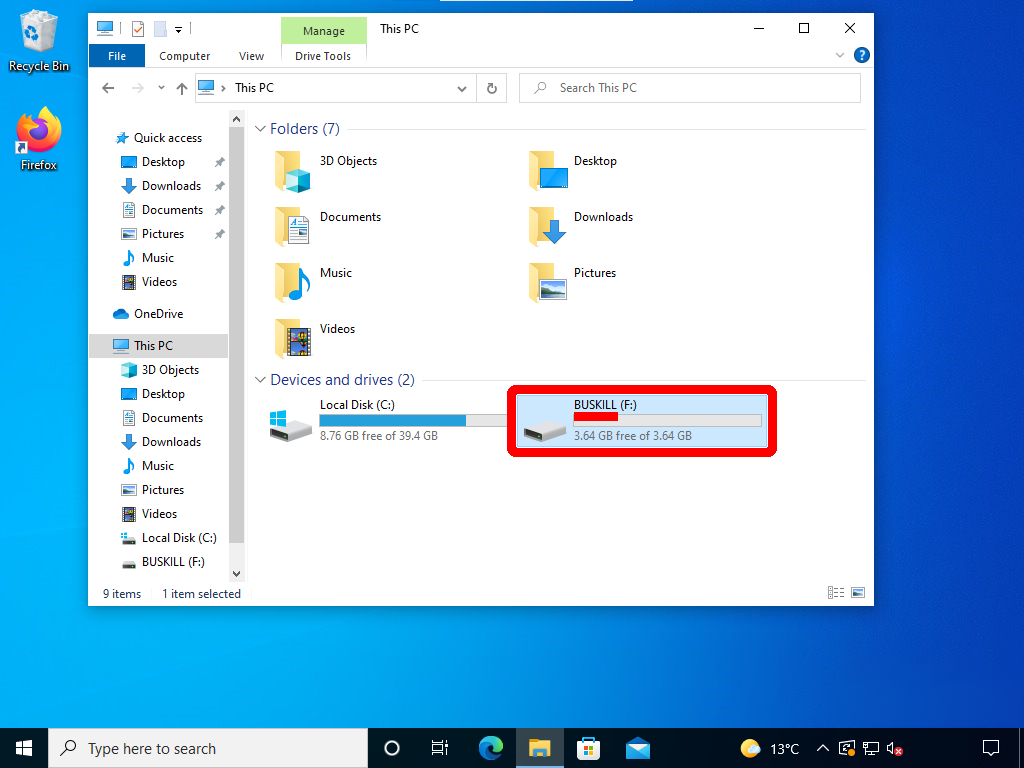 Recycle Bin
Firefox
Manage
This PC
File
Computer
View
Drive Tools
?
This PC
Search This PC
Quick access
Desktop
Downloads
Documents
Pictures
Music
Videos
OneDrive
This PC
3D Objects
Desktop
Documents
Downloads
Music
Pictures
Videos
Local Disk (C:)
BUSKILL (F:)
Folders (7)
3D Objects
Desktop
Documents
Downloads
Music
Pictures
Videos
Devices and drives (2)
Local Disk (C:)
8.76 GB free of 39.4 GB
BUSKILL (F:)
3.64 GB free of 3.64 GB
9 items
1 item selected
Type here to search
13°C